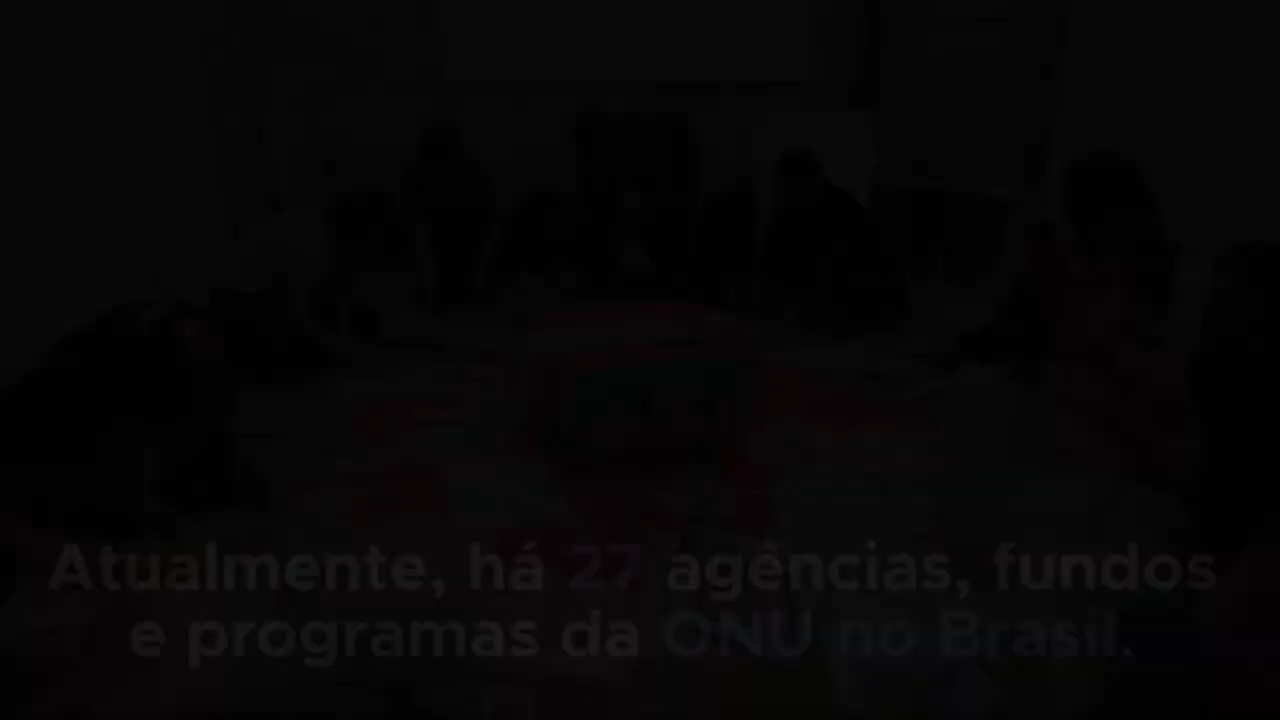 Atualmente, há 27 agências, fundos
e programas da ONU no Brasil.